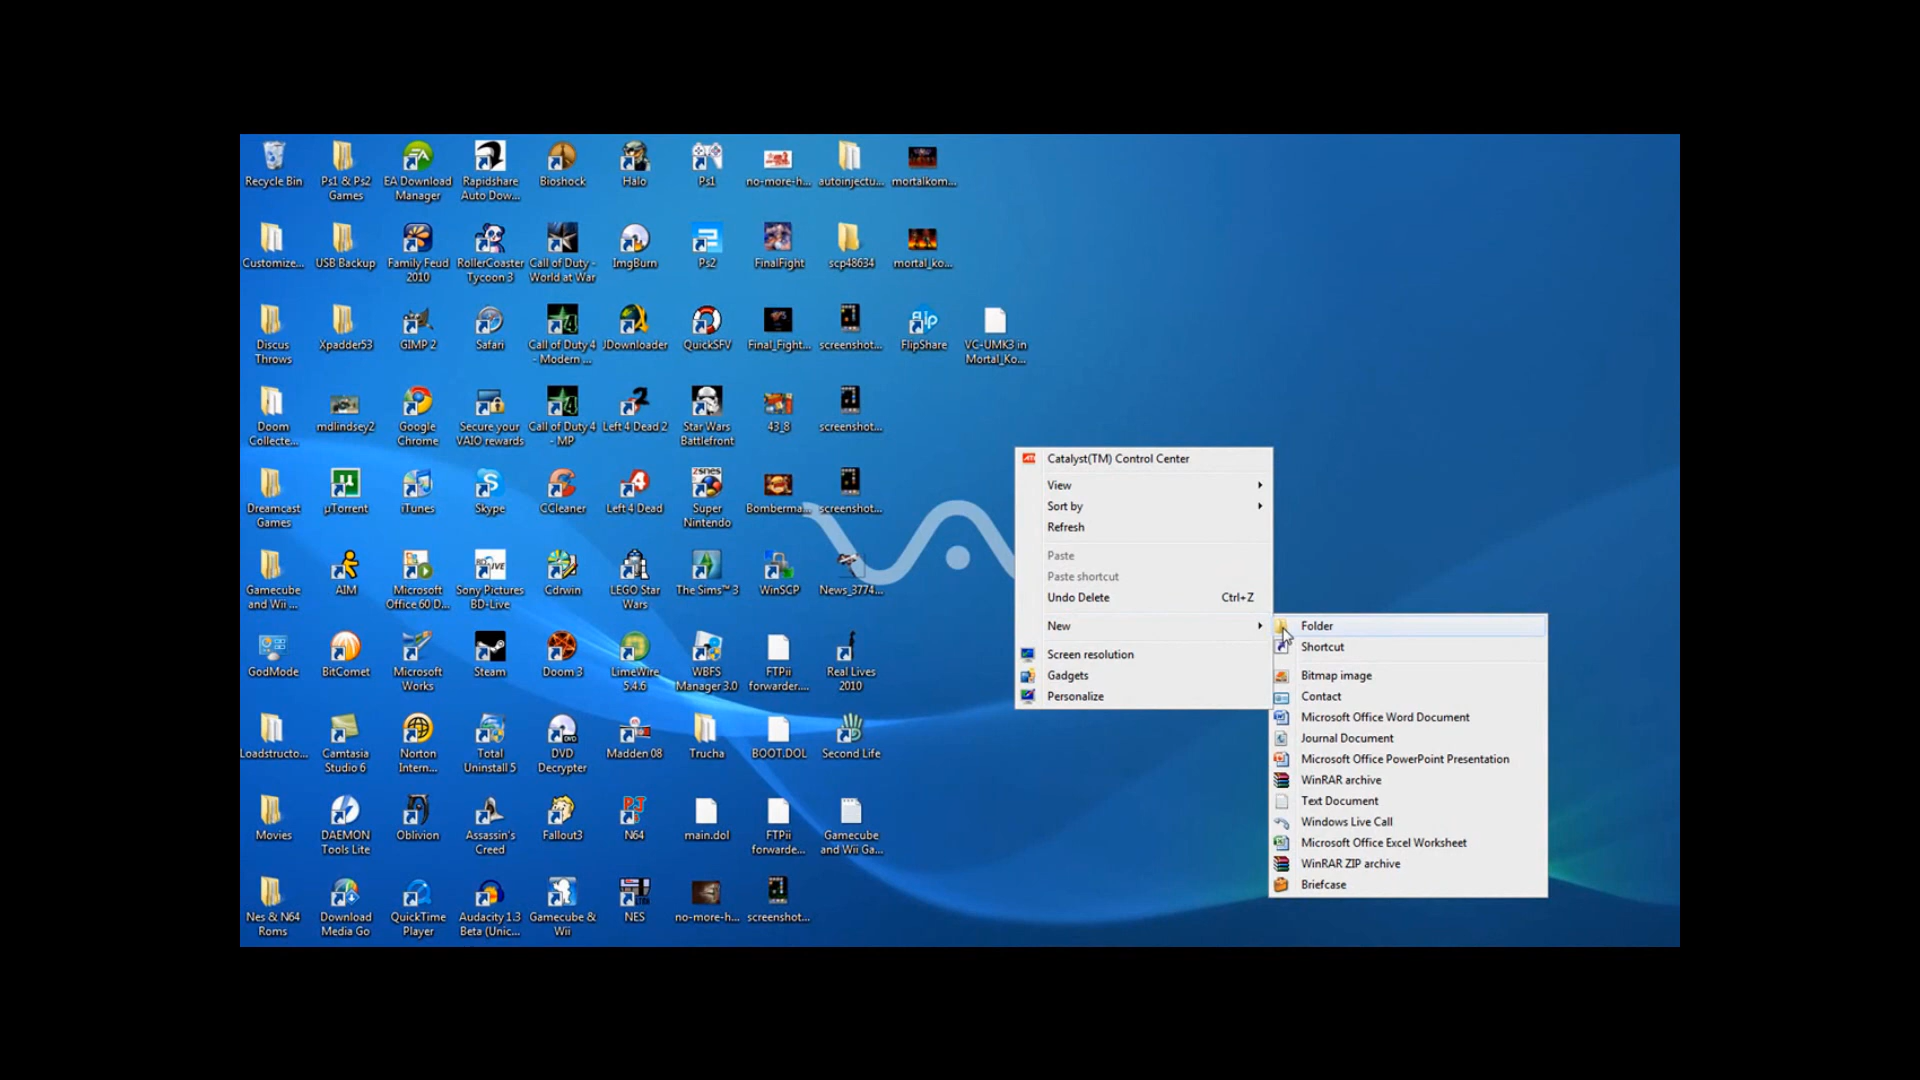 Recycle Bin
Ps1 & Ps2
Games
EA Download
Manager
Rapidshare
Auto Dow...
Bioshock
Halo
Ps1
no-more-h...
autoinjectu...
mortalkom...
Customize...
USB Backup
Family Feud
2010
RollerCoaster
Tycoon 3
Call of Duty -
World at War
ImgBurn
Ps2
FinalFight
scp48634
mortal_ko...
Discus
Throws
Xpadder53
GIMP 2
Safari
Call of Duty 4
- Modern ...
JDownloader
QuickSFV
Final_Fight...
screenshot...
FlipShare
VC-UMK3 in
Mortal_Ko...
Doom
Collecte...
mdlindsey2
Google
Chrome
Secure your
VAIO rewards
Call of Duty 4
- MP
Left 4 Dead 2
Star Wars
Battlefront
43_8
screenshot...
Dreamcast
Games
µTorrent
iTunes
Skype
CCleaner
Left 4 Dead
Super
Nintendo
Bomberma...
screenshot...
Gamecube
and Wii ...
AIM
Microsoft
Office 60 D...
Sony Pictures
BD-Live
Cdrwin
LEGO Star
Wars
The Sims™ 3
WinSCP
News_3774...
GodMode
BitComet
Microsoft
Works
Steam
Doom 3
LimeWire
5.4.6
WBFS
Manager 3.0
FTPii
forwarder....
Real Lives
2010
Loadstructo...
Camtasia
Studio 6
Norton
Intern...
Total
Uninstall 5
DVD
Decrypter
Madden 08
Trucha
BOOT.DOL
Second Life
Movies
DAEMON
Tools Lite
Oblivion
Assassin's
Creed
Fallout3
N64
main.dol
FTPii
forwarde...
Gamecube
and Wii Ga...
Nes & N64
Roms
Download
Media Go
QuickTime
Player
Audacity 1.3
Beta (Unic...
Gamecube &
Wii
NES
no-more-h...
screenshot...
Catalyst(TM) Control Center
View
Sort by
Refresh
Paste
Paste shortcut
Undo Delete Ctrl+Z
New
Screen resolution
Gadgets
Personalize
Folder
Shortcut
Bitmap image
Contact
Microsoft Office Word Document
Journal Document
Microsoft Office PowerPoint Presentation
WinRAR archive
Text Document
Windows Live Call
Microsoft Office Excel Worksheet
WinRAR ZIP archive
Briefcase